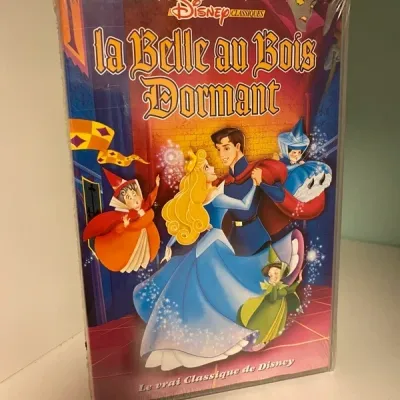 Disney CLASSIQUES
la Belle au Bois
Dormant
Le vrai Classique de Disney